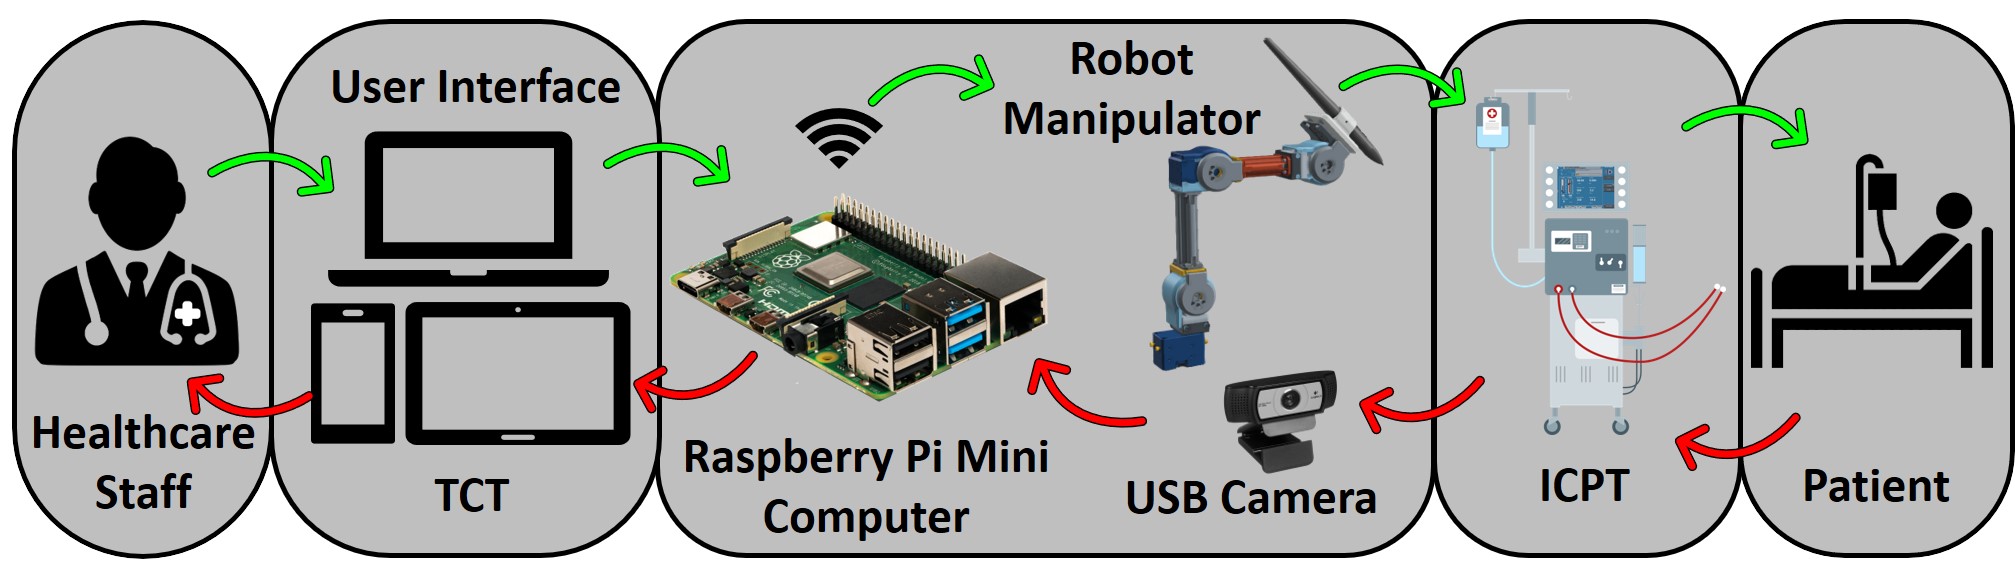 Healthcare
Staff
User Interface
TCT
Raspberry Pi Mini
Computer
Robot
Manipulator
USB Camera
ICPT
Patient